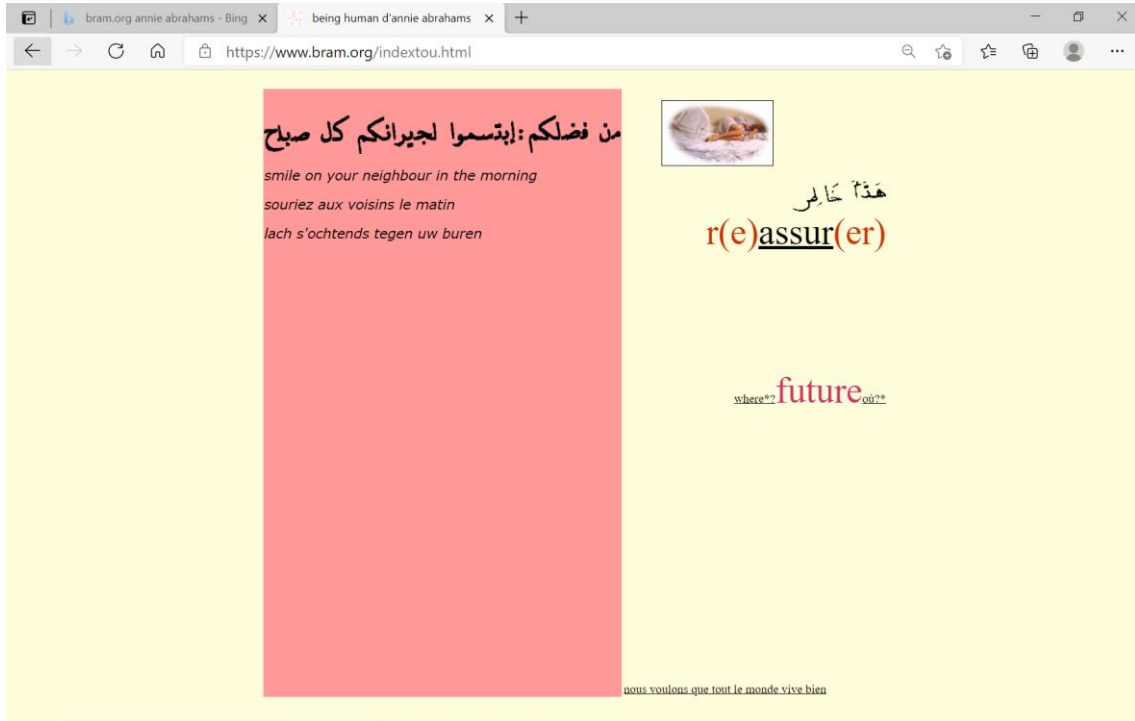 bram.org annie abrahams - Bing
being human d'annie abrahams
https://www.bram.org/indextou.html
من فضلكم :إبتسموا لجيرانكم كل صباح
smile on your neighbour in the morning
souriez aux voisins le matin
lach s'ochtends tegen uw buren
r(e)assur(er)
where*?futureoù?*
nous voulons que tout le monde vive bien